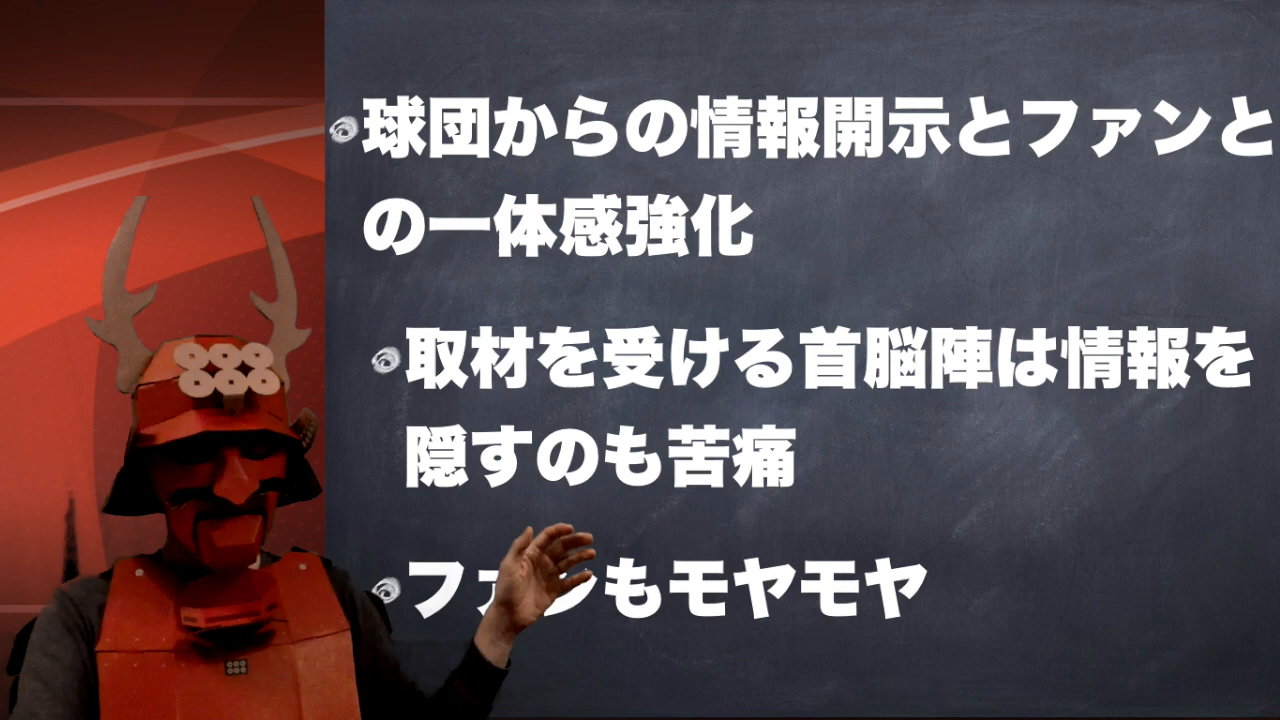 球団からの情報開示とファンと
の一体感強化
取材を受ける首脳陣は情報を
隠すのも苦痛
ファンもモヤモヤ